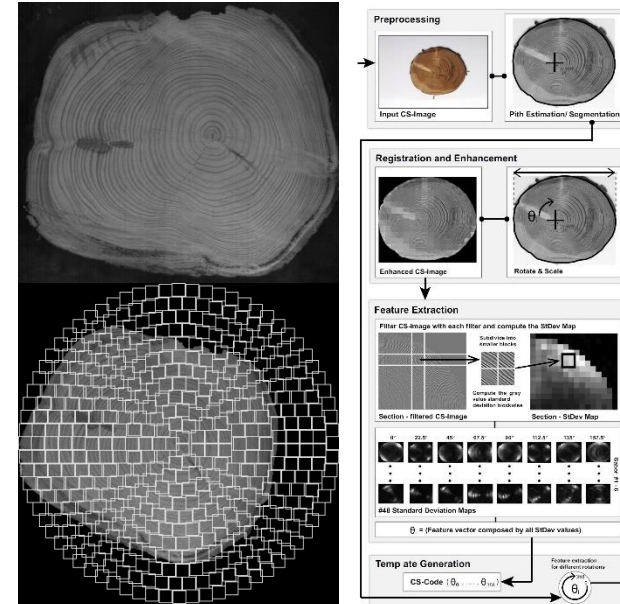 Preprocessing
Input CS-Image
Pith Estimation/ Segmentation
Registration and Enhancement
θ
Enhanced CS-Image
Rotate & Scale
Feature Extraction
Filter CS-Image with each filter and compute the StDev Map
Subdivide into
smaller blocks
Compute the grey
value standard
deviation blockwise
Section - filtered CS-Image
Section - StDev Map
0° 22.5° 45° 67.5° 90° 112.5° 135° 157.5°
#48 Standard Deviation Maps
= (Feature vector composed by all StDev values)
Temp ate Generation
Feature extraction
for different rotations
CS-Code